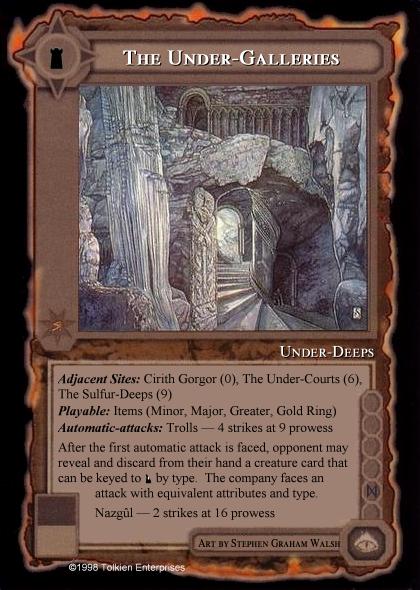 The Under-Galleries
Under-Deeps
Adjacent Sites: Cirith Gorgor (0), The Under-Courts (6),
The Sulfur-Deeps (9)
Playable: Items (Minor, Major, Greater, Gold Ring)
Automatic-attacks: Trolls — 4 strikes at 9 prowess
After the first automatic attack is faced, opponent may
reveal and discard from their hand a creature card that
can be keyed to by type. The company faces an
attack with equivalent attributes and type.
Nazgûl — 2 strikes at 16 prowess
Art by Stephen Graham Walsh
©1998 Tolkien Enterprises